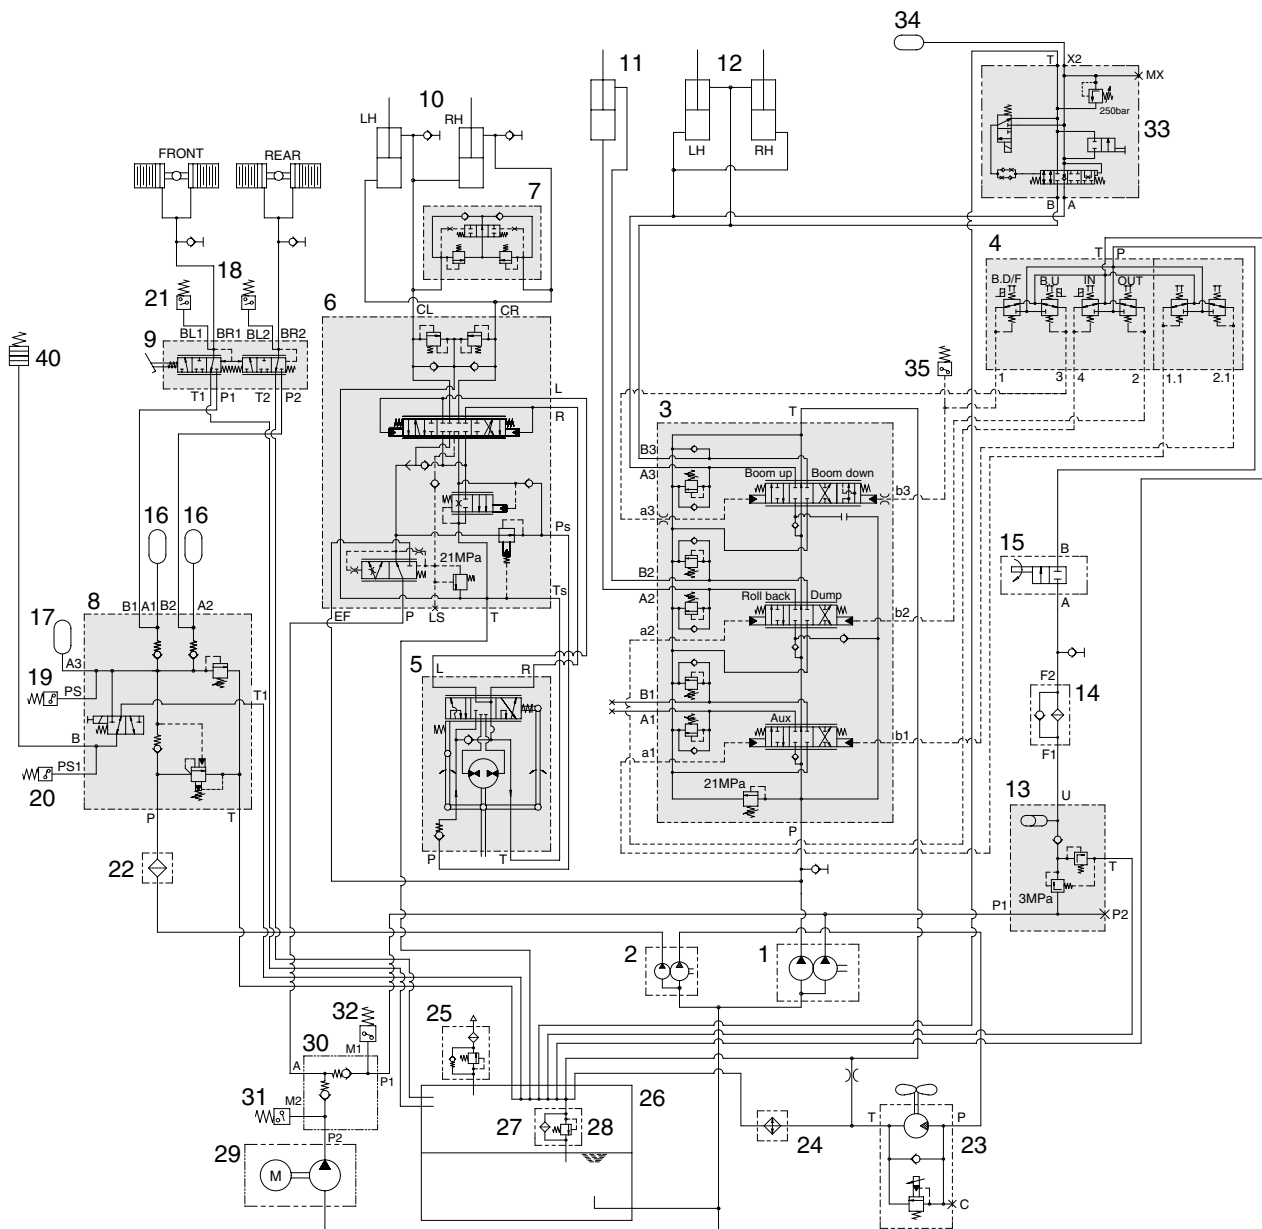 34
T X2
MX
250bar
33
B A
11
12
LH
RH
10
LH
RH
FRONT
REAR
7
4
T P
B.D/F
B.U
IN
OUT
1
3
4
2
1.1
2.1
18
21
BL1
BR1
BL2
BR2
9
T1
P1
T2
P2
40
6
CL
CR
L
R
Ps
21MPa
Ts
EF
P
LS
T
35
3
T
B3
A3
Boom up
Boom down
a3
b3
B2
A2
Roll back
Dump
a2
b2
B1
A1
Aux
a1
b1
21MPa
P
15
B
A
F2
14
F1
16
16
17
8
B1
A1
B2
A2
A3
19
PS
T1
B
PS1
20
P
T
5
L
R
P
T
22
13
U
T
3MPa
P1
P2
2
1
32
25
30
M1
A
P1
31
M2
P2
29
M
26
27
28
24
T
P
23
C